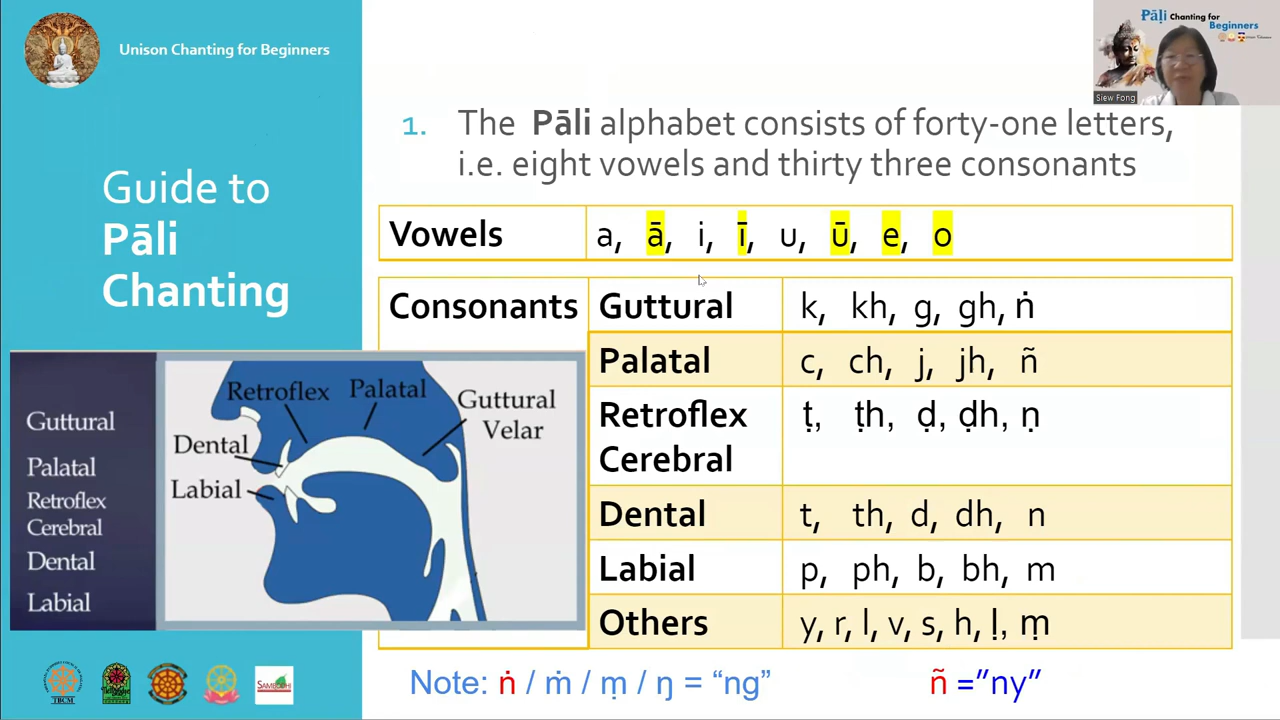 Unison Chanting for Beginners
Pāḷi Chanting for
Beginners
Siew Fong
Guide to
Pāli
Chanting
1. The Pāli alphabet consists of forty-one letters,
i.e. eight vowels and thirty three consonants
Vowels a, ā, i, ī, u, ū, e, o
Consonants Guttural k, kh, g, gh, ṅ
Palatal c, ch, j, jh, ñ
Retroflex ṭ, ṭh, ḍ, ḍh, ṇ
Cerebral
Dental t, th, d, dh, n
Labial p, ph, b, bh, m
Others y, r, l, v, s, h, ḷ, ṃ
Guttural
Palatal
Retroflex
Cerebral
Dental
Labial
Retroflex Palatal
Guttural
Velar
Dental
Labial
TBCM
SAMBODHI
Note: ṅ / ṁ / ṃ / ŋ = “ng”
ñ =”ny”